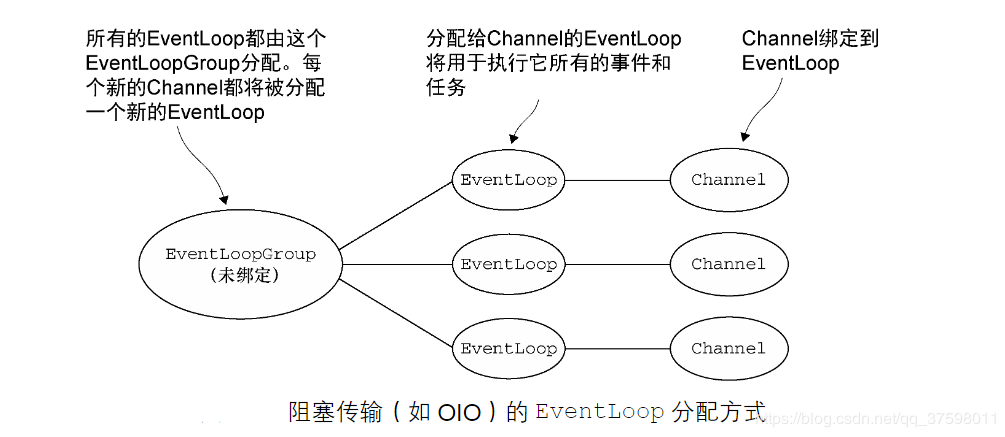 所有的EventLoop都由这个
EventLoopGroup分配。每
个新的Channel都将被分配
一个新的EventLoop
分配给Channel的EventLoop
将用于执行它所有的事件和
任务
Channel绑定到
EventLoop
EventLoop
Channel
EventLoopGroup
（未绑定）
EventLoop
Channel
EventLoop
Channel
阻塞传输（如 OIO）的 EventLoop 分配方式
https://blog.csdn.net/qq_37598011